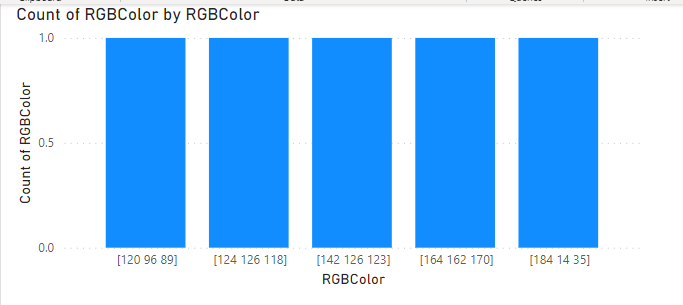 Count of RGBColor by RGBColor
1.0
0.5
0.0
Count of RGBColor
[120 96 89] [124 126 118] [142 126 123] [164 162 170] [184 14 35]
RGBColor